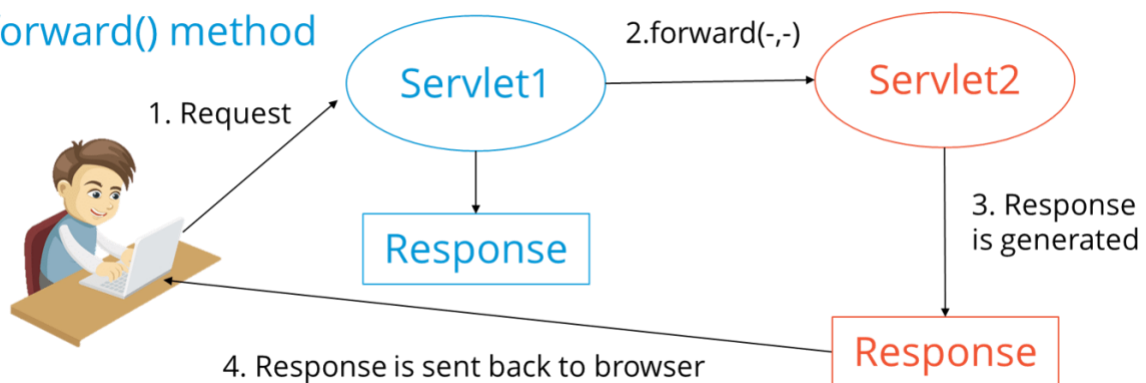 forward() method
1. Request
Servlet1
2.forward(-,-)
Servlet2
Response
3. Response
is generated
4. Response is sent back to browser
Response